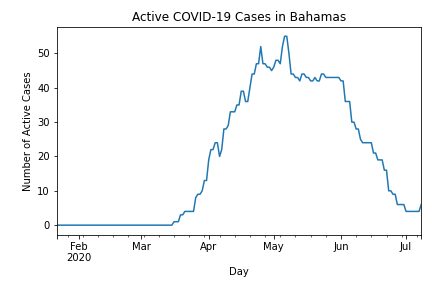 Active COVID-19 Cases in Bahamas
Number of Active Cases
50
40
30
20
10
0
Feb
2020
Mar
Apr
May
Jun
Jul
Day